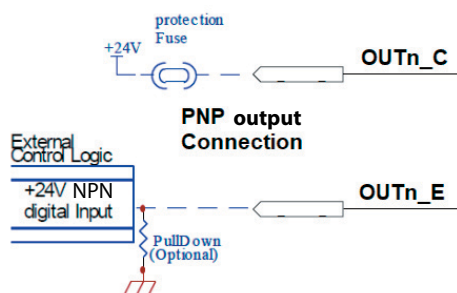 protection
Fuse
+24V
OUTn_C
PNP output
Connection
External
Control Logic
+24V NPN
digital Input
OUTn_E
PullDown
(Optional)